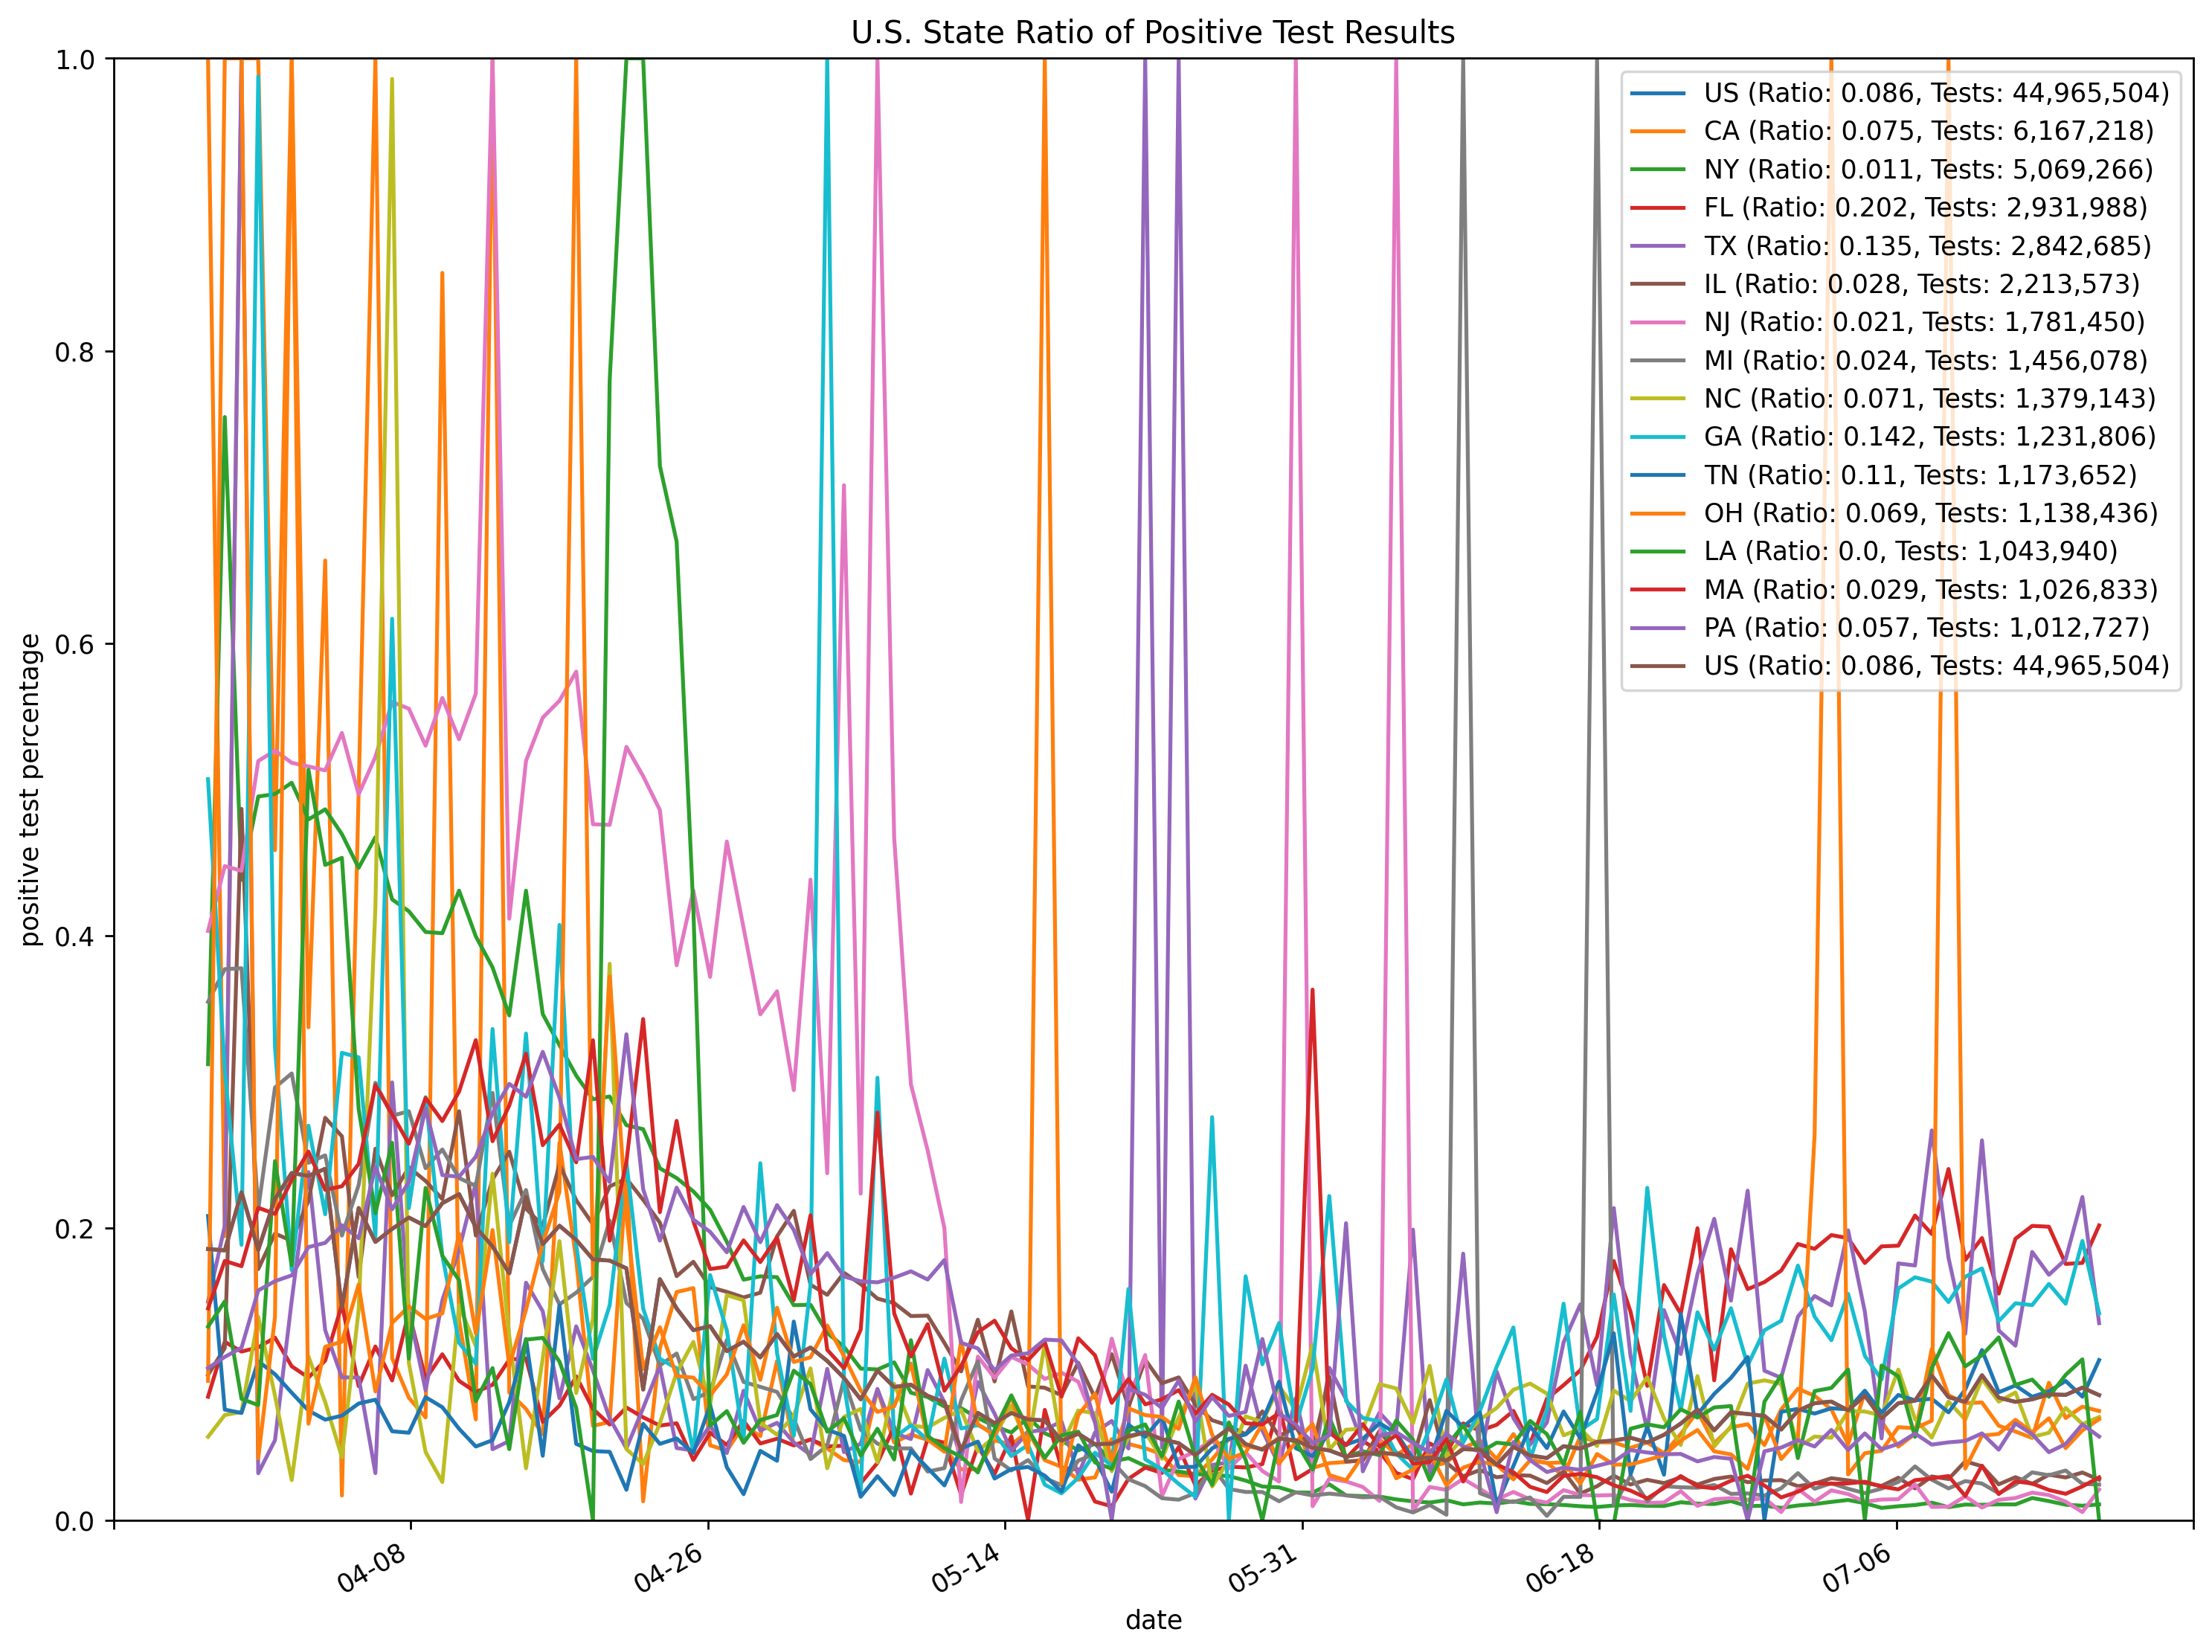 U.S. State Ratio of Positive Test Results
1.0
0.8
0.6
0.4
0.2
0.0
positive test percentage
US (Ratio: 0.086, Tests: 44,965,504)
CA (Ratio: 0.075, Tests: 6,167,218)
NY (Ratio: 0.011, Tests: 5,069,266)
FL (Ratio: 0.202, Tests: 2,931,988)
TX (Ratio: 0.135, Tests: 2,842,685)
IL (Ratio: 0.028, Tests: 2,213,573)
NJ (Ratio: 0.021, Tests: 1,781,450)
MI (Ratio: 0.024, Tests: 1,456,078)
NC (Ratio: 0.071, Tests: 1,379,143)
GA (Ratio: 0.142, Tests: 1,231,806)
TN (Ratio: 0.11, Tests: 1,173,652)
OH (Ratio: 0.069, Tests: 1,138,436)
LA (Ratio: 0.0, Tests: 1,043,940)
MA (Ratio: 0.029, Tests: 1,026,833)
PA (Ratio: 0.057, Tests: 1,012,727)
US (Ratio: 0.086, Tests: 44,965,504)
04-08
04-26
05-14
05-31
06-18
07-06
date